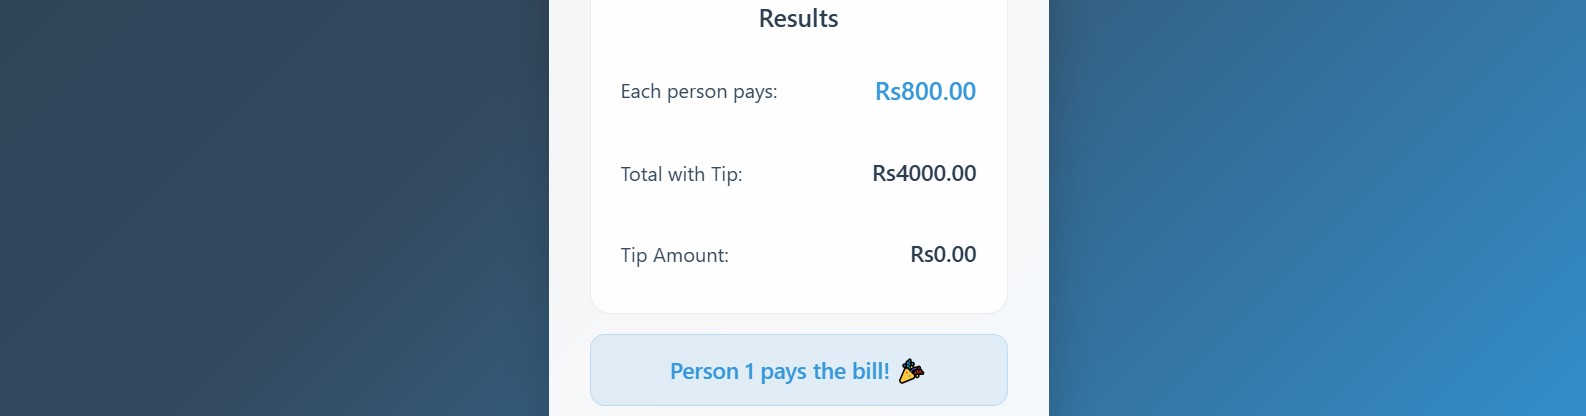 Results
Each person pays: Rs800.00
Total with Tip: Rs4000.00
Tip Amount: Rs0.00
Person 1 pays the bill! 🎉